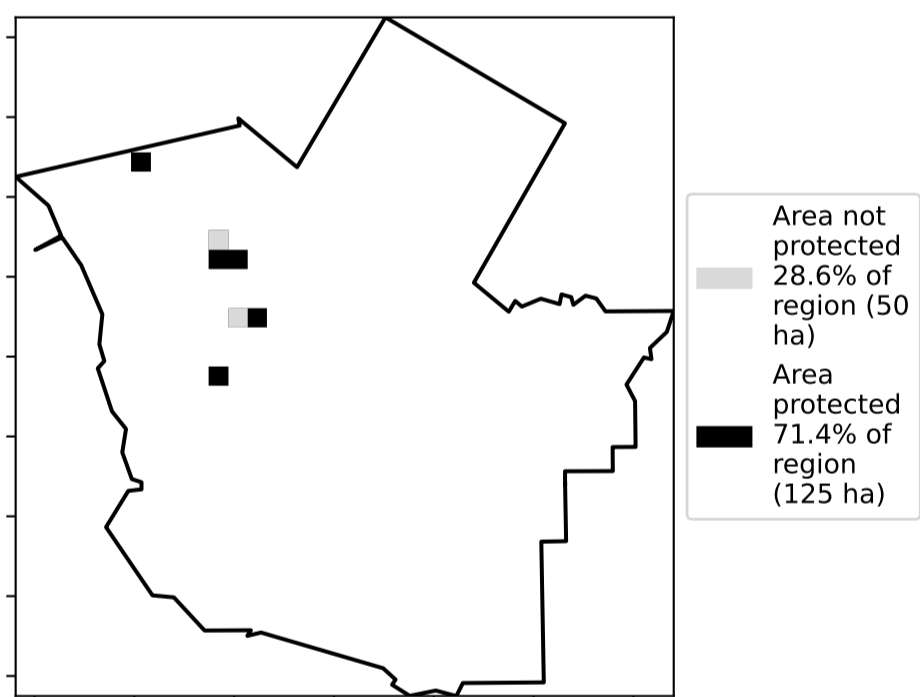 Area not
protected
28.6% of
region (50
ha)
Area
protected
71.4% of
region
(125 ha)